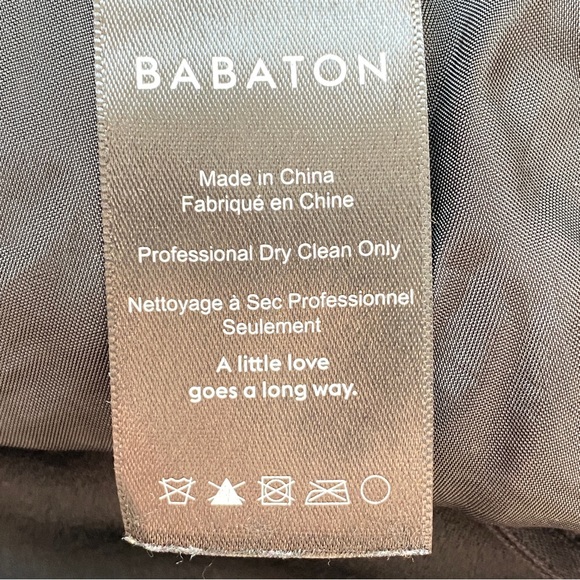 BABATON
Made in China
Fabriqué en Chine
Professional Dry Clean Only
Nettoyage à Sec Professionnel
Seulement
A little love
goes a long way.